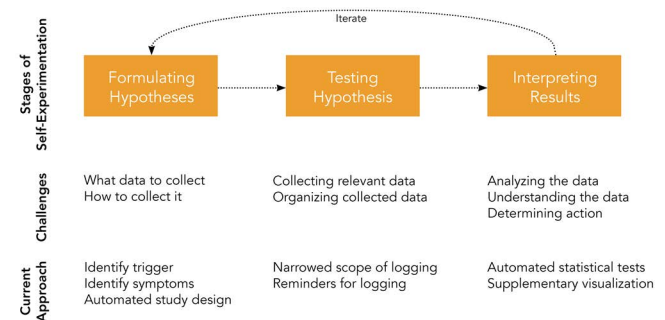 Iterate
Stages of
Self-Experimentation
Formulating
Hypotheses
Testing
Hypothesis
Interpreting
Results
Challenges
What data to collect
How to collect it
Collecting relevant data
Organizing collected data
Analyzing the data
Understanding the data
Determining action
Current
Approach
Identify trigger
Identify symptoms
Automated study design
Narrowed scope of logging
Reminders for logging
Automated statistical tests
Supplementary visualization